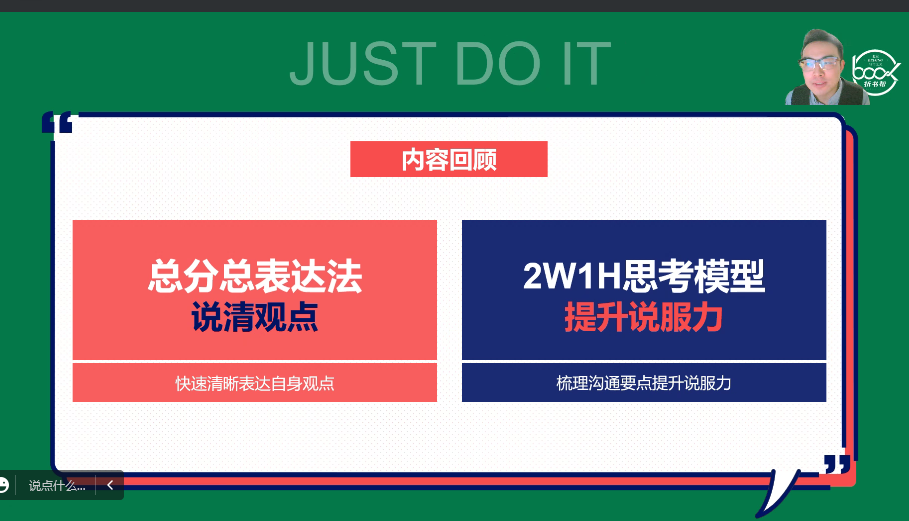 JUST DO IT
book
拆书帮
内容回顾
总分总表达法
说清观点
快速清晰表达自身观点
2W1H思考模型
提升说服力
梳理沟通要点提升说服力
说点什么...